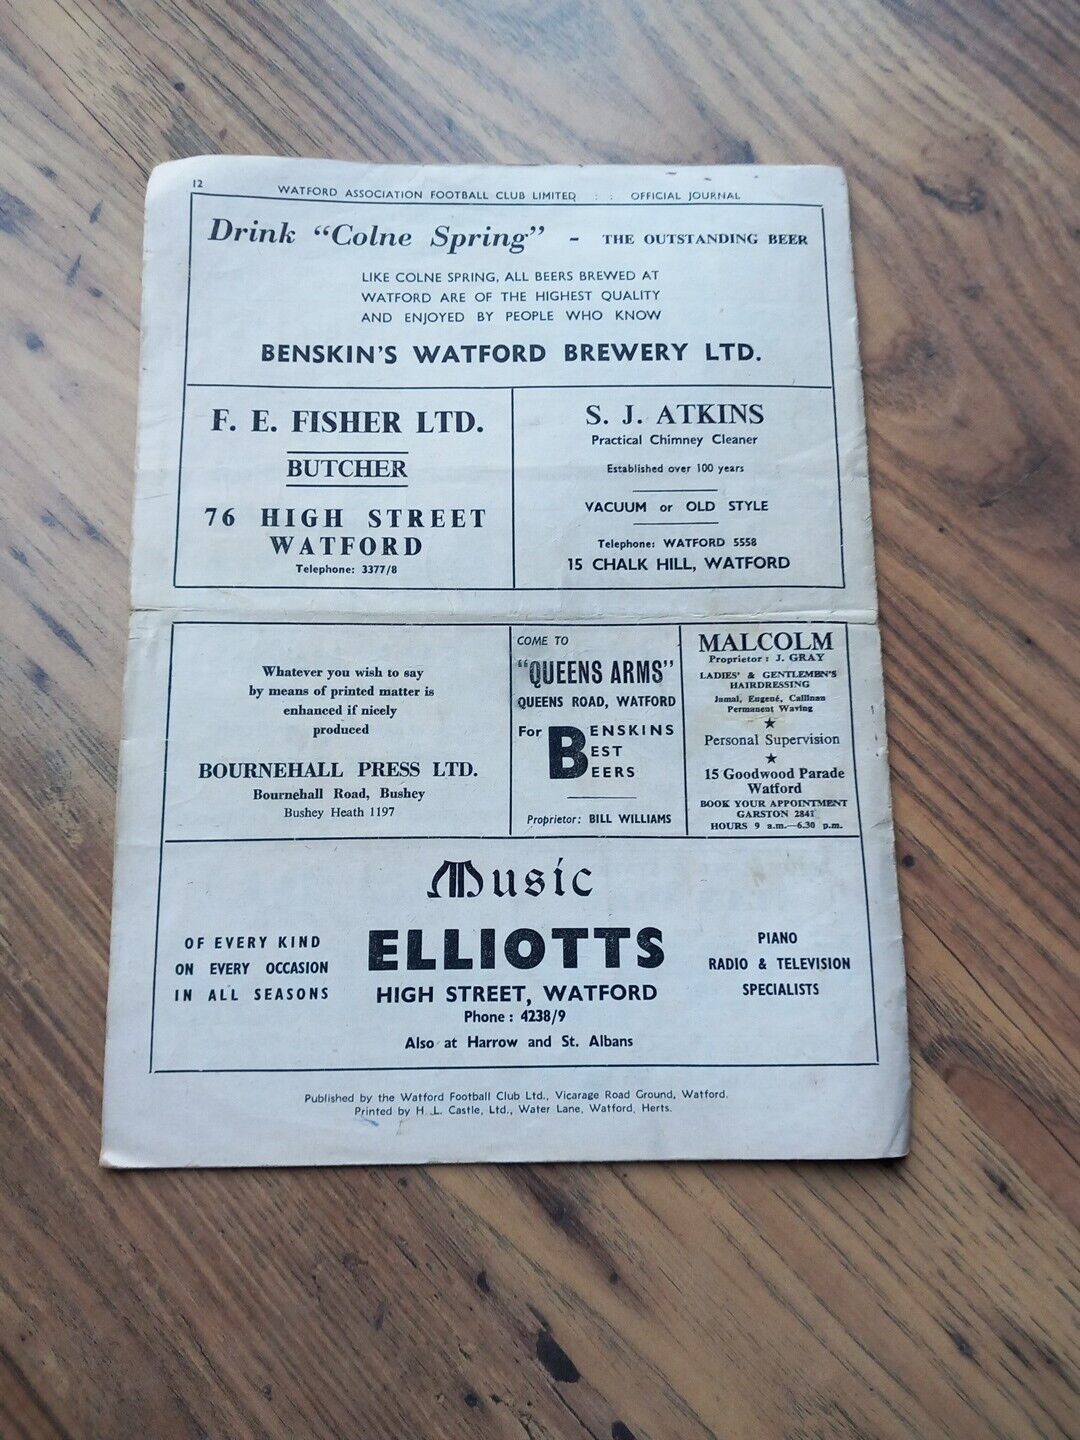 12
WATFORD ASSOCIATION FOOTBALL CLUB LIMITED : : OFFICIAL JOURNAL
Drink "Colne Spring" - THE OUTSTANDING BEER
LIKE COLNE SPRING, ALL BEERS BREWED AT
WATFORD ARE OF THE HIGHEST QUALITY
AND ENJOYED BY PEOPLE WHO KNOW
BENSKIN'S WATFORD BREWERY LTD.
F. E. FISHER LTD.
BUTCHER
76 HIGH STREET
WATFORD
Telephone: 3377/8
S. J. ATKINS
Practical Chimney Cleaner
Established over 100 years
VACUUM or OLD STYLE
Telephone: WATFORD 5558
15 CHALK HILL, WATFORD
Whatever you wish to say
by means of printed matter is
enhanced if nicely
produced
BOURNEHALL PRESS LTD.
Bournehall Road, Bushey
Bushey Heath 1197
COME TO
"QUEENS ARMS"
QUEENS ROAD, WATFORD
For BENSKINS
BEST
BEERS
Proprietor: BILL WILLIAMS
MALCOLM
Proprietor: J. GRAY
LADIES' & GENTLEMEN'S
HAIRDRESSING
Jamal, Eugené, Callinan
Permanent Waving
★
Personal Supervision
★
15 Goodwood Parade
Watford
BOOK YOUR APPOINTMENT
GARSTON 2841
HOURS 9 a.m.—6.30 p.m.
Music
OF EVERY KIND
ON EVERY OCCASION
IN ALL SEASONS
ELLIOTTS
HIGH STREET, WATFORD
Phone: 4238/9
Also at Harrow and St. Albans
PIANO
RADIO & TELEVISION
SPECIALISTS
Published by the Watford Football Club Ltd., Vicarage Road Ground, Watford.
Printed by H. L. Castle, Ltd., Water Lane, Watford, Herts.